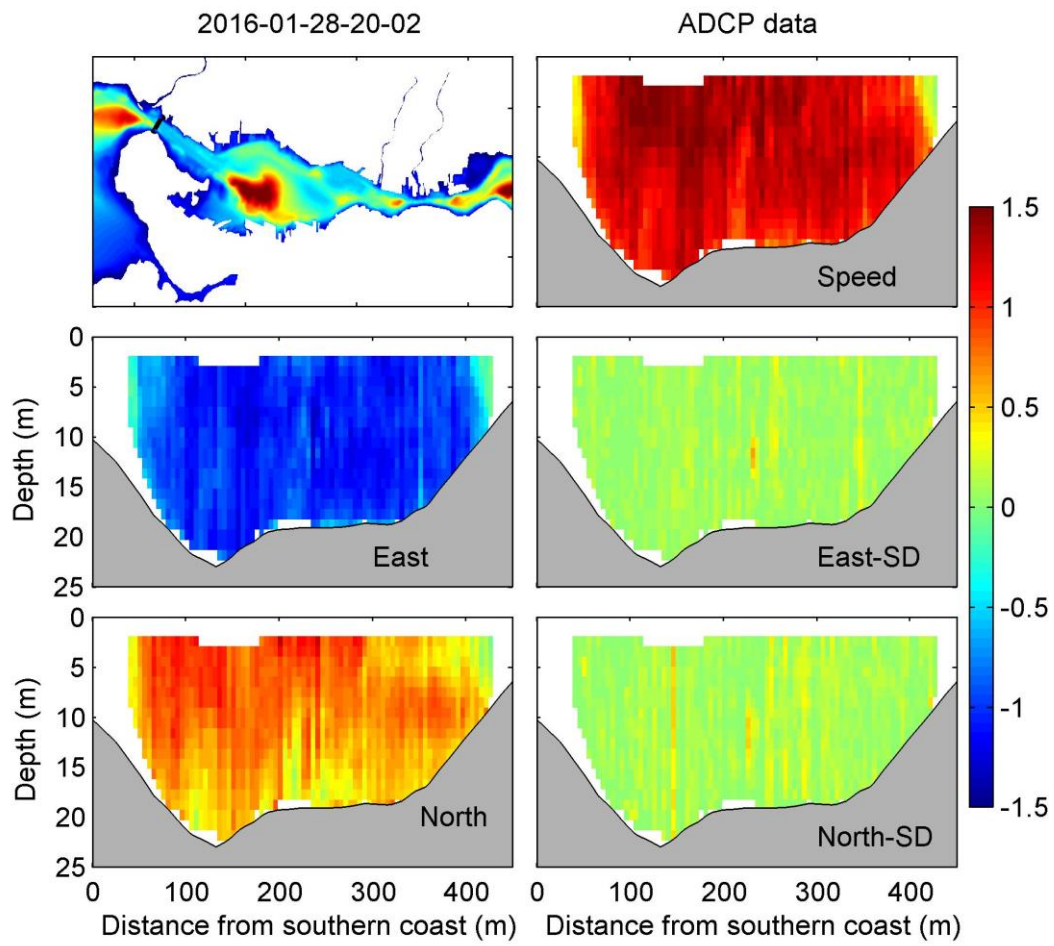 2016-01-28-20-02
ADCP data
Speed
1.5
1
0.5
0
-0.5
-1
-1.5
0
5
10
15
20
25
Depth (m)
East
East-SD
0
5
10
15
20
25
Depth (m)
North
North-SD
0 100 200 300 400
0 100 200 300 400
Distance from southern coast (m)
Distance from southern coast (m)